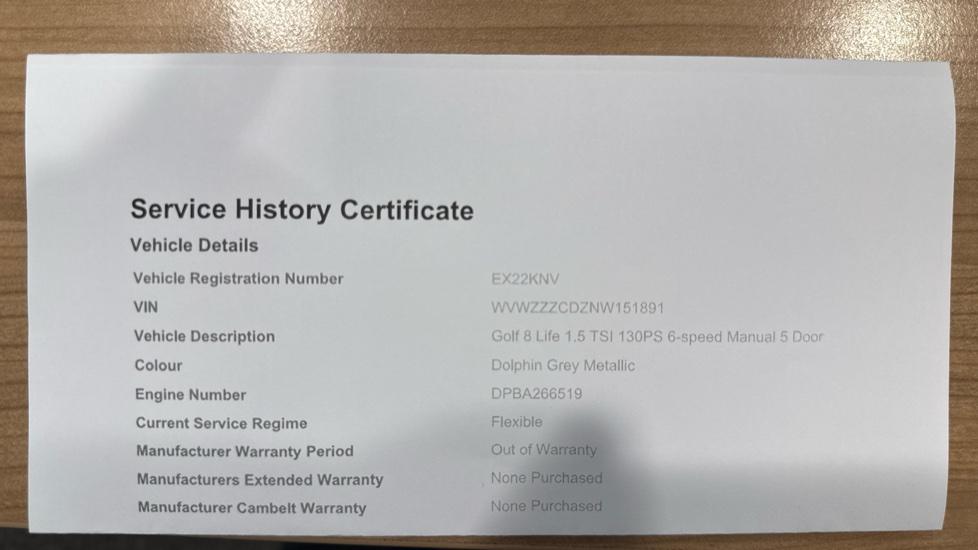 Service History Certificate
Vehicle Details
Vehicle Registration Number EX22KNV
VIN WVWZZZCDZNW151891
Vehicle Description Golf 8 Life 1.5 TSI 130PS 6-speed Manual 5 Door
Colour Dolphin Grey Metallic
Engine Number DPBA266519
Current Service Regime Flexible
Manufacturer Warranty Period Out of Warranty
Manufacturers Extended Warranty None Purchased
Manufacturer Cambelt Warranty None Purchased